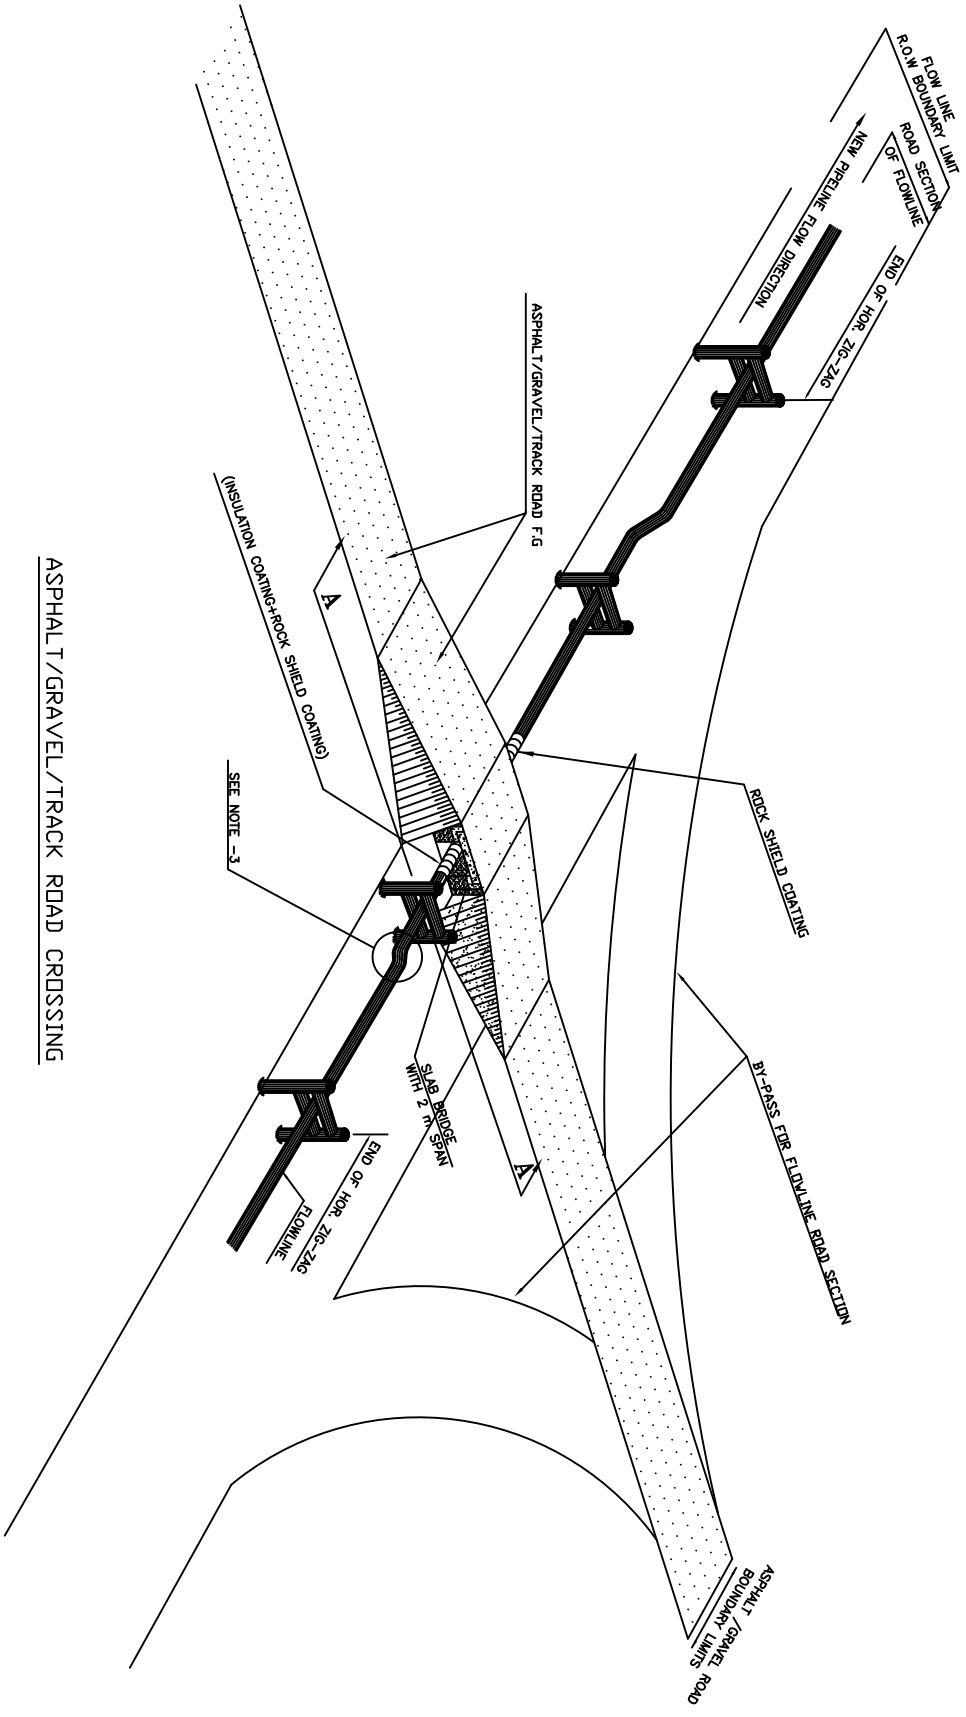 FLOW LINE
R.O.W BOUNDARY LIMIT
ROAD SECTION
OF FLOWLINE
NEW PIPELINE FLOW DIRECTION
END OF HOR. ZIG-ZAG
ASPHALT/GRAVEL/TRACK ROAD F.G
ROCK SHIELD COATING
BY-PASS FOR FLOWLINE ROAD SECTION
ASPHALT /GRAVEL ROAD
BOUNDARY LIMITS
A
(INSULATION COATING+ROCK SHIELD COATING)
SEE NOTE -3
SLAB BRIDGE
WITH 2 m SPAN
A
END OF HOR. ZIG-ZAG
FLOWLINE
ASPHALT/GRAVEL/TRACK ROAD CROSSING